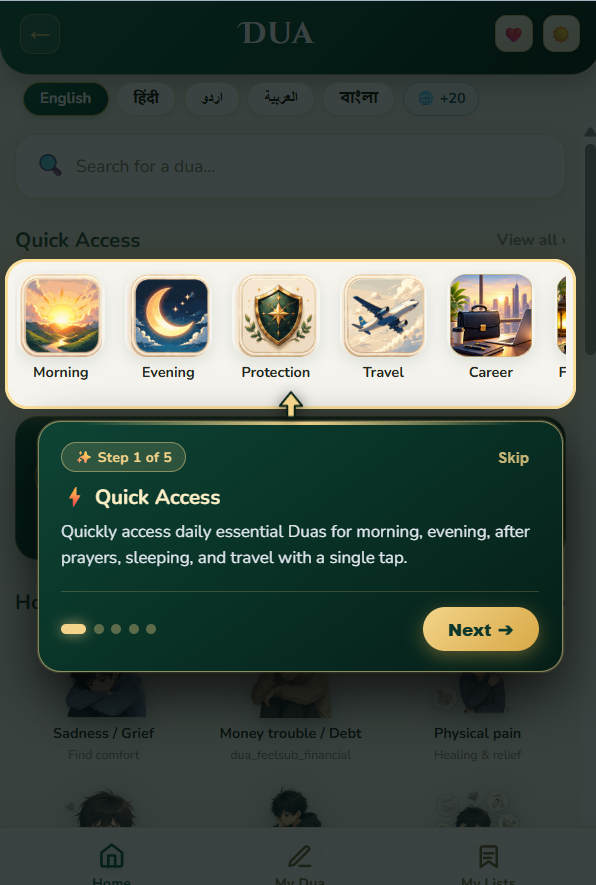 DUA
English
हिंदी
اردو
العربية
বাংলা
+20
Search for a dua...
Quick Access
View all ›
Morning
Evening
Protection
Travel
Career
F
Step 1 of 5
Skip
Quick Access
Quickly access daily essential Duas for morning, evening, after
prayers, sleeping, and travel with a single tap.
Ho
Next →
Sadness / Grief
Money trouble / Debt
Physical pain
Find comfort
dua_feelsub_financial
Healing & relief
Home
My Dua
My Lists